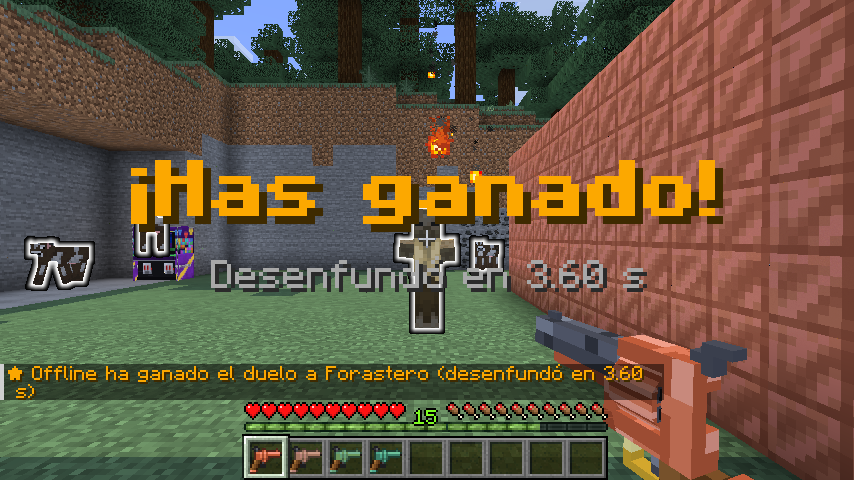 ¡Has ganado!
Desenfundó en 3.60 s
★ Offline ha ganado el duelo a Forastero (desenfundó en 3.60
s)
15